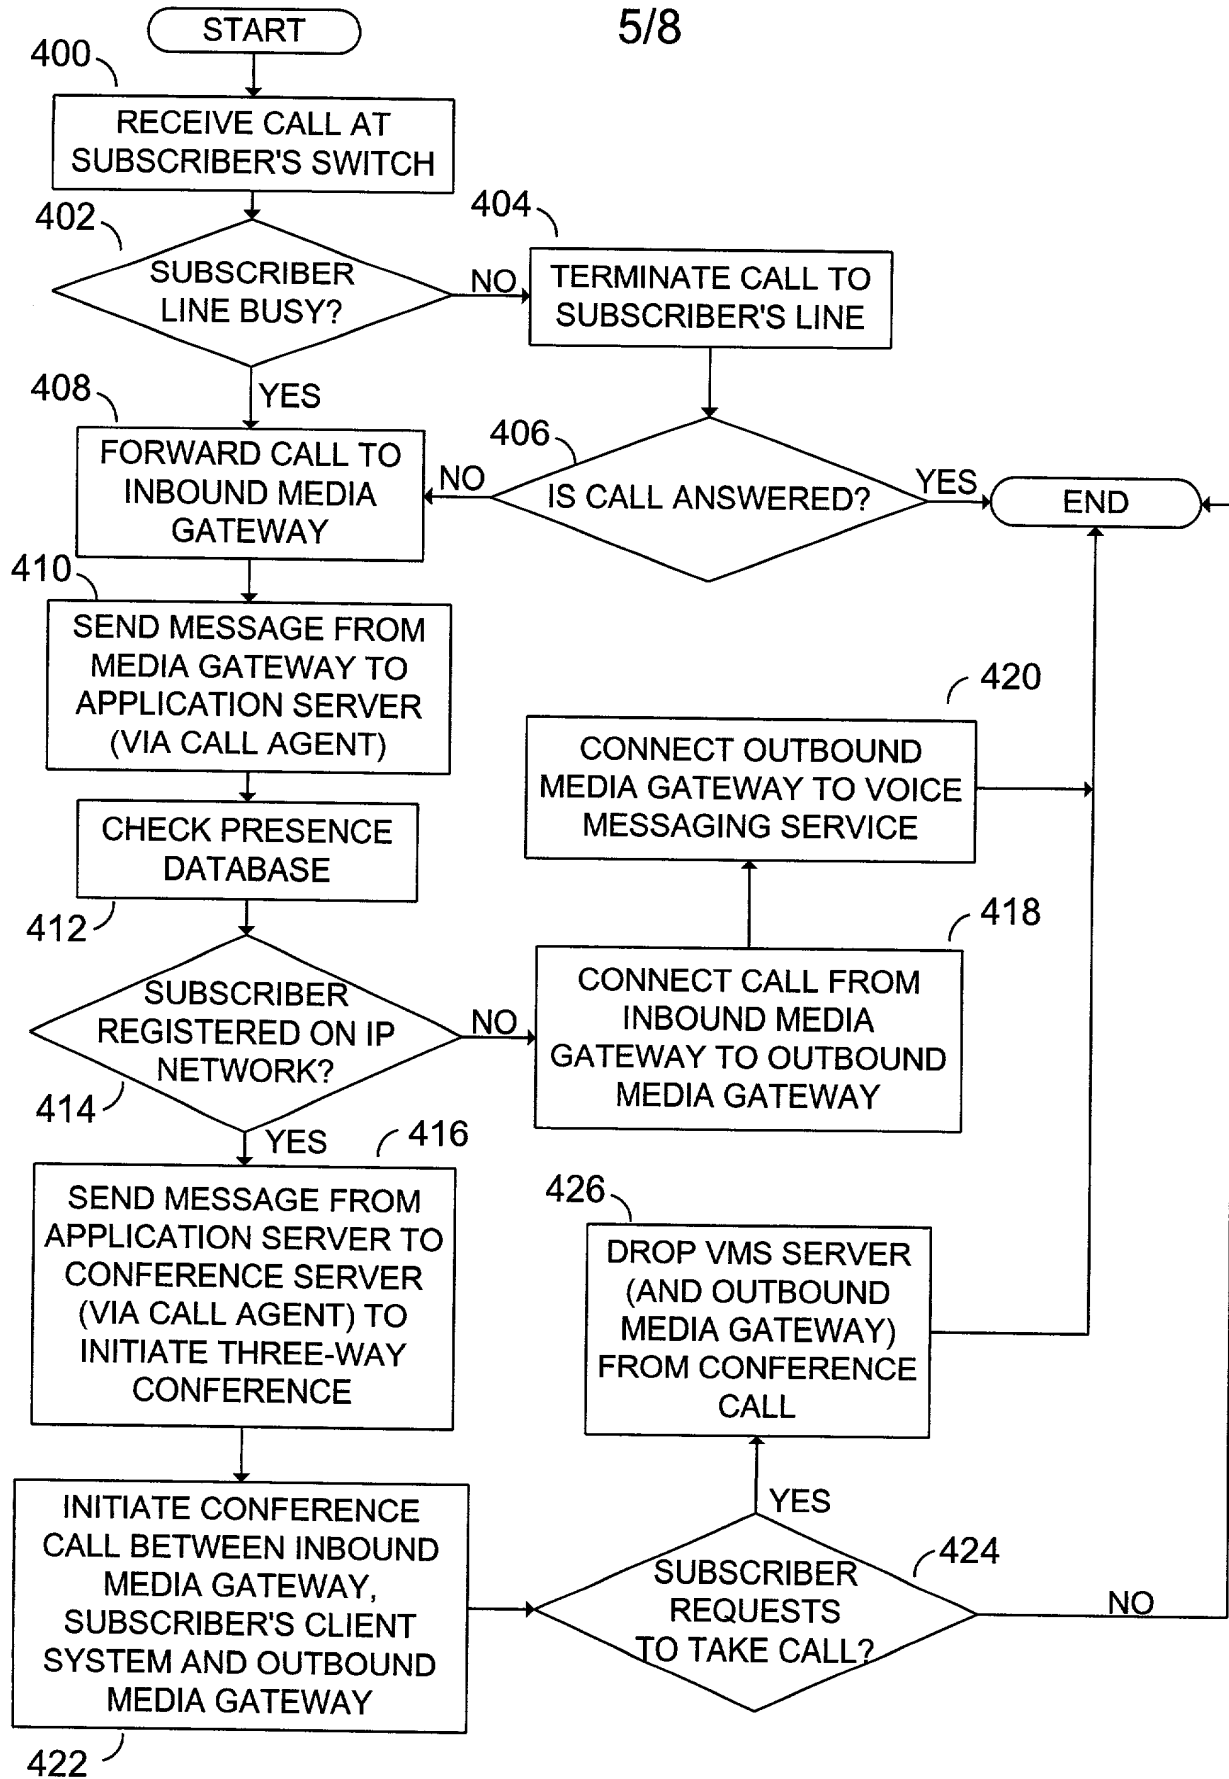 START
5/8
400
RECEIVE CALL AT
SUBSCRIBER'S SWITCH
402
SUBSCRIBER
LINE BUSY?
NO
404
TERMINATE CALL TO
SUBSCRIBER'S LINE
YES
408
FORWARD CALL TO
INBOUND MEDIA
GATEWAY
NO
406
IS CALL ANSWERED?
YES
END
410
SEND MESSAGE FROM
MEDIA GATEWAY TO
APPLICATION SERVER
(VIA CALL AGENT)
420
CONNECT OUTBOUND
MEDIA GATEWAY TO VOICE
MESSAGING SERVICE
CHECK PRESENCE
DATABASE
412
418
CONNECT CALL FROM
INBOUND MEDIA
GATEWAY TO OUTBOUND
MEDIA GATEWAY
SUBSCRIBER
REGISTERED ON IP
NETWORK?
NO
414
YES
416
SEND MESSAGE FROM
APPLICATION SERVER TO
CONFERENCE SERVER
(VIA CALL AGENT) TO
INITIATE THREE-WAY
CONFERENCE
426
DROP VMS SERVER
(AND OUTBOUND
MEDIA GATEWAY)
FROM CONFERENCE
CALL
INITIATE CONFERENCE
CALL BETWEEN INBOUND
MEDIA GATEWAY,
SUBSCRIBER'S CLIENT
SYSTEM AND OUTBOUND
MEDIA GATEWAY
422
YES
424
SUBSCRIBER
REQUESTS
TO TAKE CALL?
NO